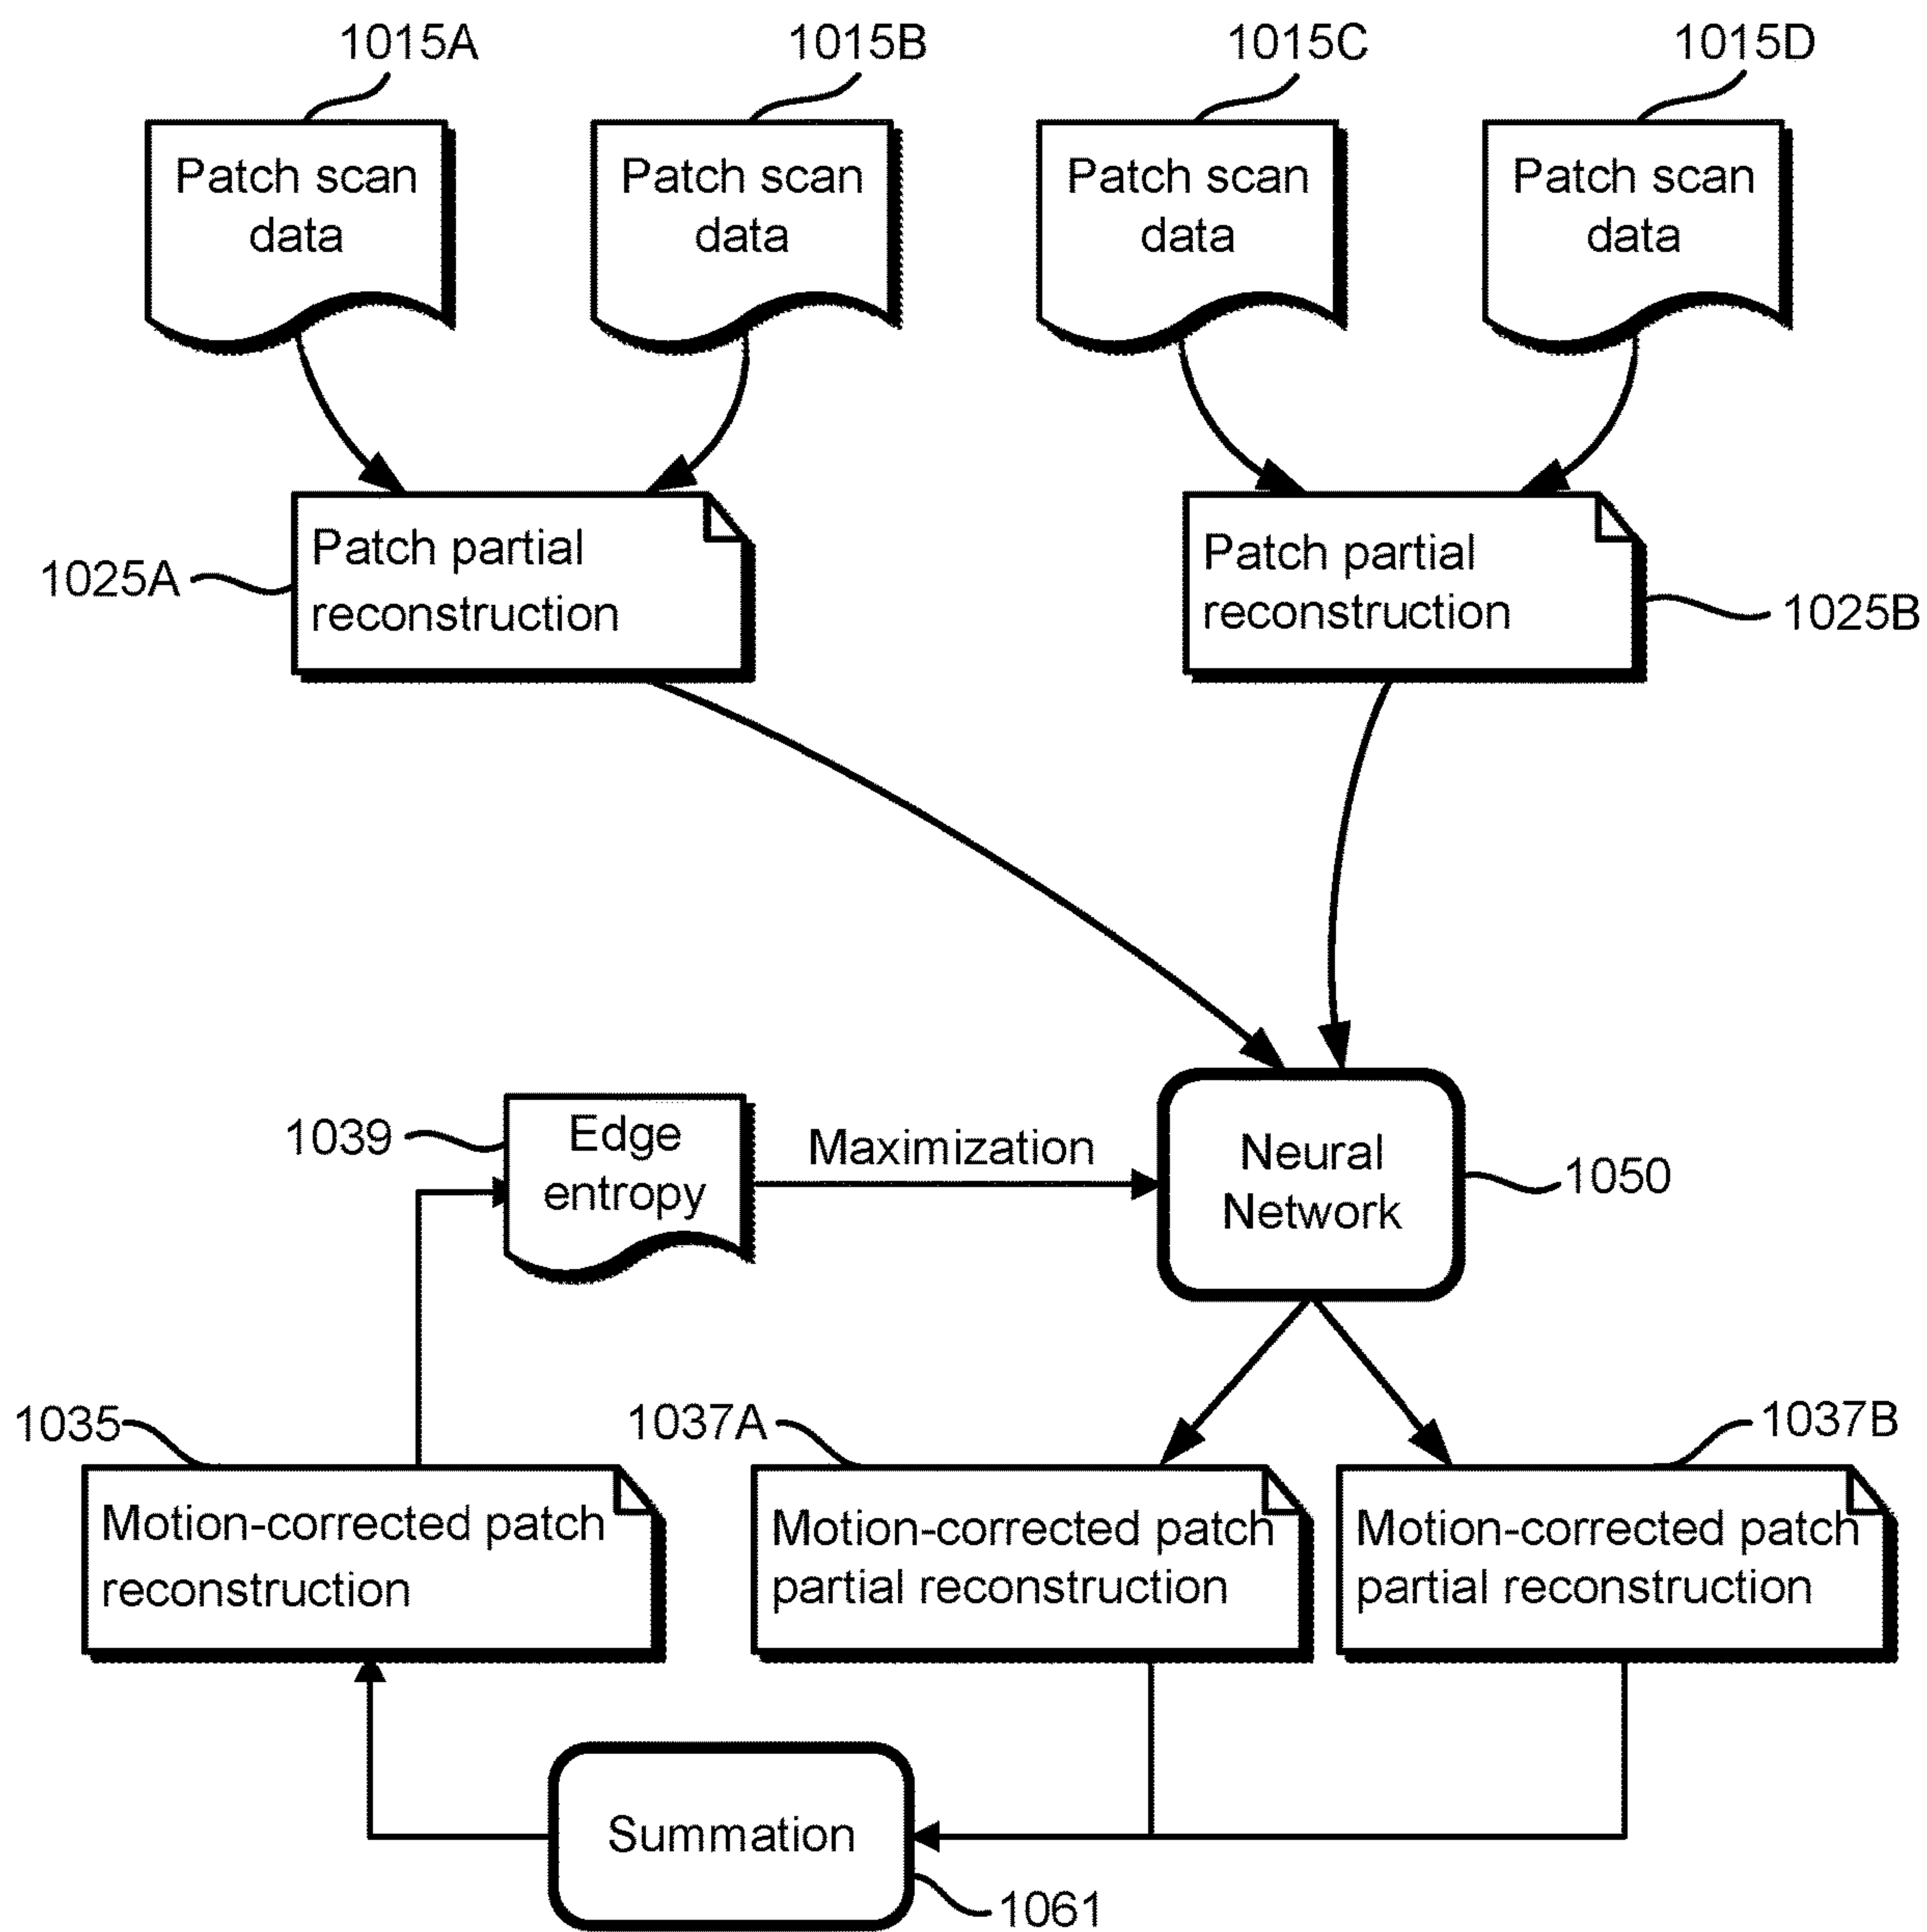 1015A
1015B
1015C
1015D
Patch scan
data
Patch scan
data
Patch scan
data
Patch scan
data
1025A
Patch partial
reconstruction
Patch partial
reconstruction
1025B
1039
Edge
entropy
Maximization
Neural
Network
1050
1035
1037A
1037B
Motion-corrected patch
reconstruction
Motion-corrected patch
partial reconstruction
Motion-corrected patch
partial reconstruction
Summation
1061